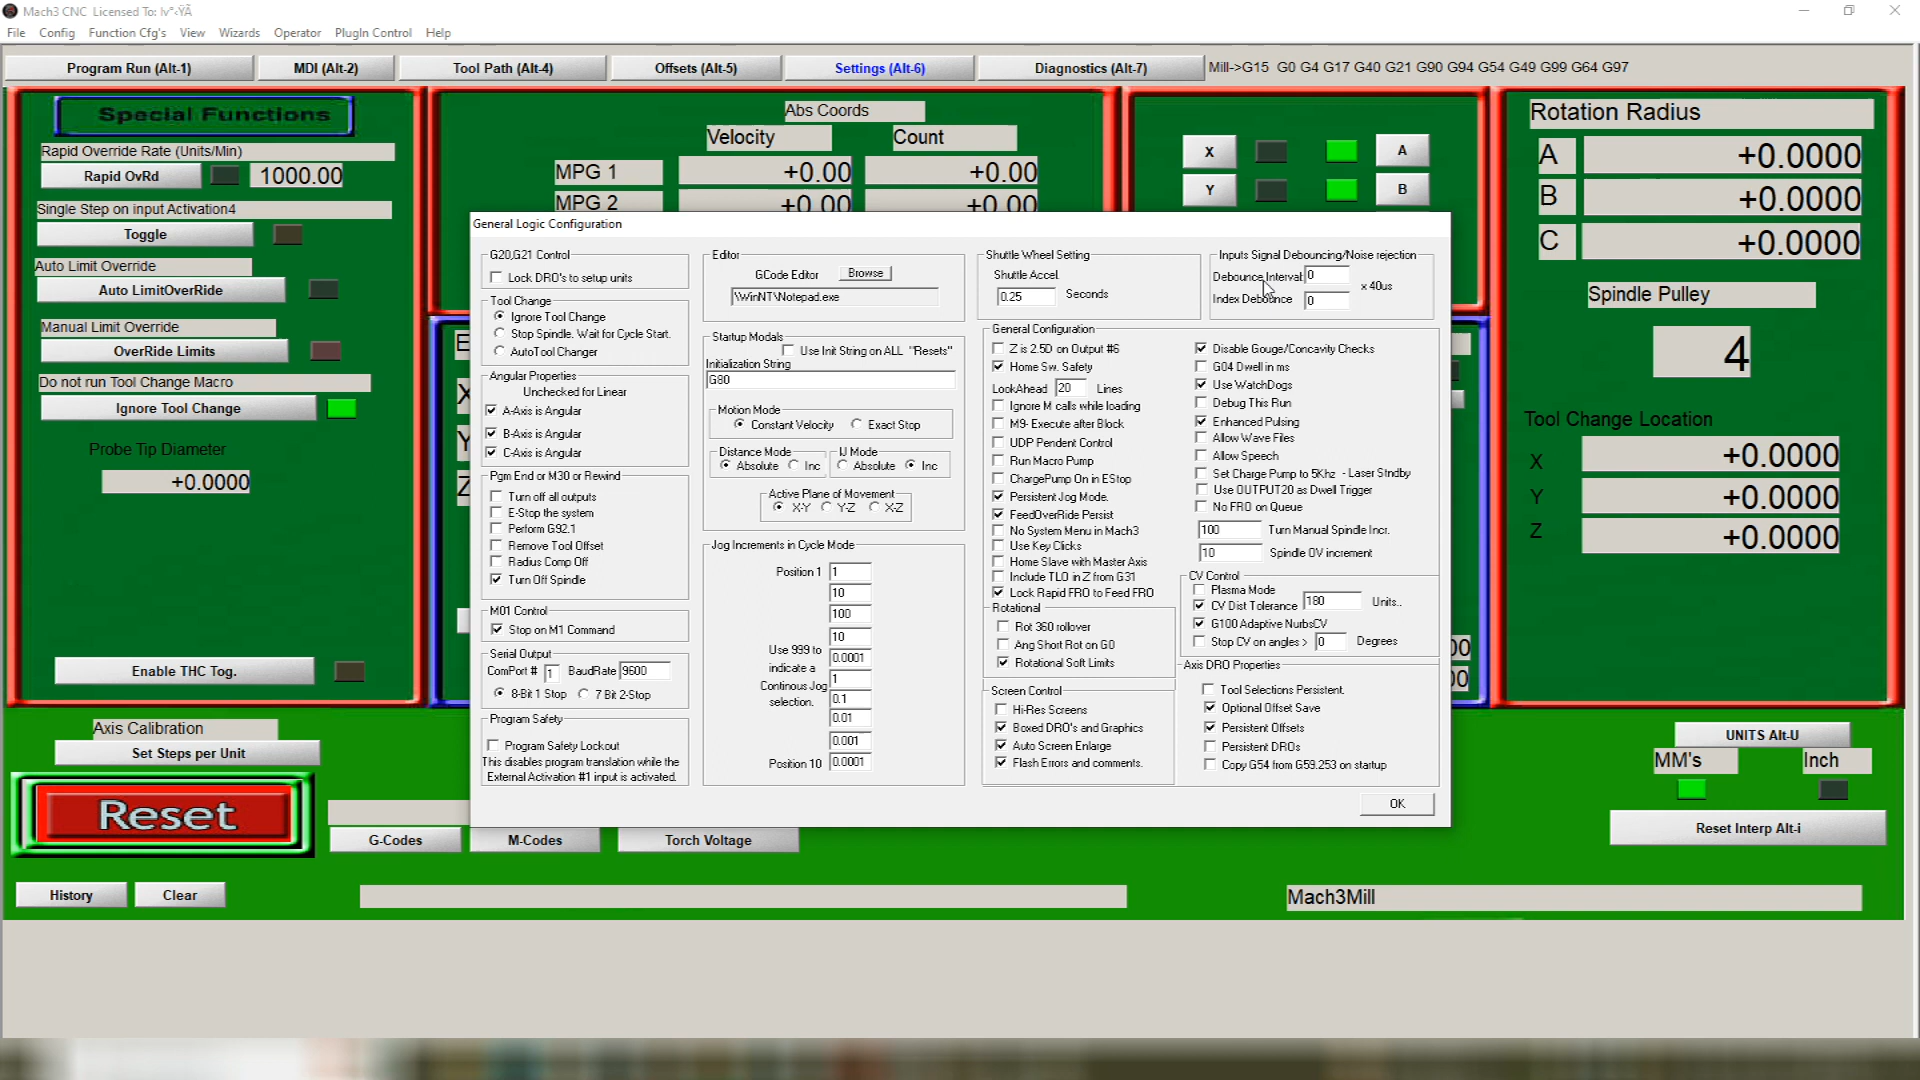 Mach3 CNC Licensed To: Iv°‹ŸÃ
File Config Function Cfg's View Wizards Operator PlugIn Control Help
Program Run (Alt-1) MDI (Alt-2) Tool Path (Alt-4) Offsets (Alt-5) Settings (Alt-6) Diagnostics (Alt-7) Mill->G15 G0 G4 G17 G40 G21 G90 G94 G54 G49 G99 G64 G97
Special Functions
Rapid Override Rate (Units/Min)
Rapid OvRd 1000.00
Single Step on input Activation4
Toggle
Auto Limit Override
Auto LimitOverRide
Manual Limit Override
OverRide Limits
Do not run Tool Change Macro
Ignore Tool Change
Probe Tip Diameter
+0.0000
Enable THC Tog.
Axis Calibration
Set Steps per Unit
Reset
History Clear
Abs Coords
Velocity Count
MPG 1 +0.00 +0.00
MPG 2 +0.00 +0.00
X A
Y B
Rotation Radius
A +0.0000
B +0.0000
C +0.0000
Spindle Pulley
4
Tool Change Location
X +0.0000
Y +0.0000
Z +0.0000
General Logic Configuration
G20,G21 Control
Lock DRO's to setup units
Tool Change
Ignore Tool Change
Stop Spindle. Wait for Cycle Start.
Auto Tool Changer
Angular Properties
Unchecked for Linear
A-Axis is Angular
B-Axis is Angular
C-Axis is Angular
Pgm End or M30 or Rewind
Turn off all outputs
E-Stop the system
Perform G92.1
Remove Tool Offset
Radius Comp Off
Turn Off Spindle
M01 Control
Stop on M1 Command
Serial Output
ComPort # 1 BaudRate 9600
8-Bit 1 Stop 7 Bit 2-Stop
Program Safety
Program Safety Lockout
This disables program translation while the
External Activation #1 input is activated.
Editor
GCode Editor Browse
\WinNT\Notepad.exe
Startup Modals
Use Init String on ALL "Resets"
Initialization String
G80
Motion Mode
Constant Velocity Exact Stop
Distance Mode IJ Mode
Absolute Inc Absolute Inc
Active Plane of Movement
X-Y Y-Z X-Z
Jog Increments in Cycle Mode
Position 1 1
10
100
10
Use 999 to
indicate a
Continous Jog
selection.
0.0001
1
0.1
0.01
0.001
Position 10 0.0001
Shuttle Wheel Setting
Shuttle Accel.
0.25 Seconds
Inputs Signal Debouncing/Noise rejection
Debounce Interval: 0
x 40us
Index Debounce 0
General Configuration
Z is 2.5D on Output #6
Home Sw. Safety
LookAhead 20 Lines
Ignore M calls while loading
M9- Execute after Block
UDP Pendent Control
Run Macro Pump
ChargePump On in EStop
Persistent Jog Mode.
FeedOverRide Persist
No System Menu in Mach3
Use Key Clicks
Home Slave with Master Axis
Include TLO in Z from G31
Lock Rapid FRO to Feed FRO
Disable Gouge/Concavity Checks
G04 Dwell in ms
Use WatchDogs
Debug This Run
Enhanced Pulsing
Allow Wave Files
Allow Speech
Set Charge Pump to 5Khz - Laser Stndby
Use OUTPUT20 as Dwell Trigger
No FRO on Queue
100 Turn Manual Spindle Incr.
10 Spindle OV increment
Rotational
Rot 360 rollover
Ang Short Rot on G0
Rotational Soft Limits
Screen Control
Hi-Res Screens
Boxed DRO's and Graphics
Auto Screen Enlarge
Flash Errors and comments.
CV Control
Plasma Mode
CV Dist Tolerance 180 Units..
G100 Adaptive NurbsCV
Stop CV on angles > 0 Degrees
Axis DRO Properties
Tool Selections Persistent.
Optional Offset Save
Persistent Offsets
Persistent DROs
Copy G54 from G59.253 on startup
OK
G-Codes M-Codes Torch Voltage
UNITS Alt-U
MM's Inch
Reset Interp Alt-i
Mach3Mill